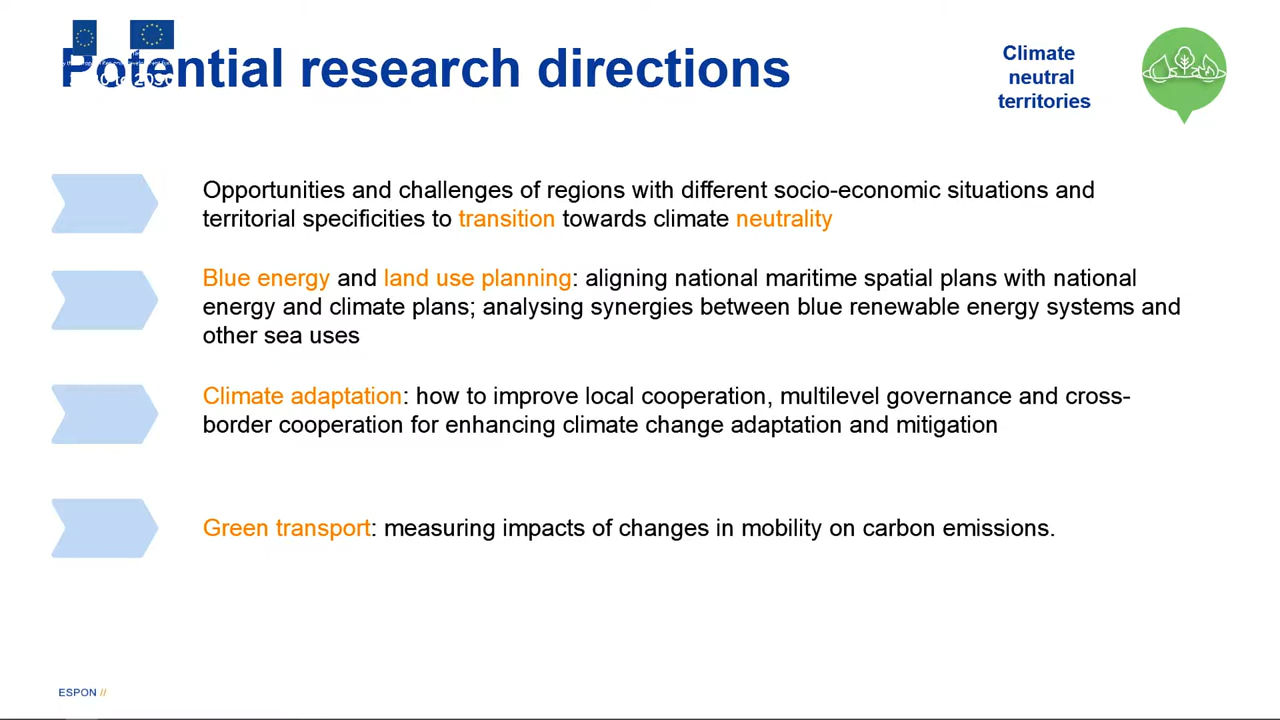 Potential research directions
Climate
neutral
territories
Opportunities and challenges of regions with different socio-economic situations and
territorial specificities to transition towards climate neutrality
Blue energy and land use planning: aligning national maritime spatial plans with national
energy and climate plans; analysing synergies between blue renewable energy systems and
other sea uses
Climate adaptation: how to improve local cooperation, multilevel governance and cross-
border cooperation for enhancing climate change adaptation and mitigation
Green transport: measuring impacts of changes in mobility on carbon emissions.
ESPON //